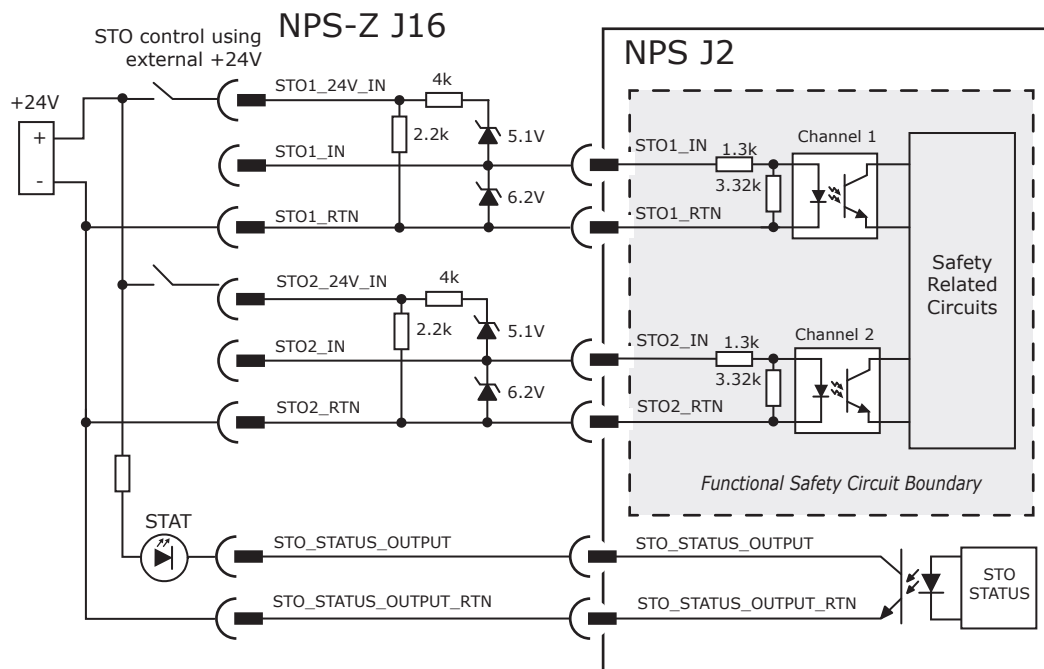 NPS-Z J16
STO control using
external +24V
NPS J2
+24V
+
-
STO1_24V_IN
4k
2.2k
5.1V
STO1_IN
6.2V
STO1_RTN
STO1_IN
1.3k
3.32k
Channel 1
STO1_RTN
STO2_24V_IN
4k
2.2k
5.1V
STO2_IN
6.2V
STO2_RTN
STO2_IN
1.3k
3.32k
Channel 2
STO2_RTN
Safety
Related
Circuits
Functional Safety Circuit Boundary
STAT
STO_STATUS_OUTPUT
STO_STATUS_OUTPUT
STO_STATUS_OUTPUT_RTN
STO_STATUS_OUTPUT_RTN
STO
STATUS